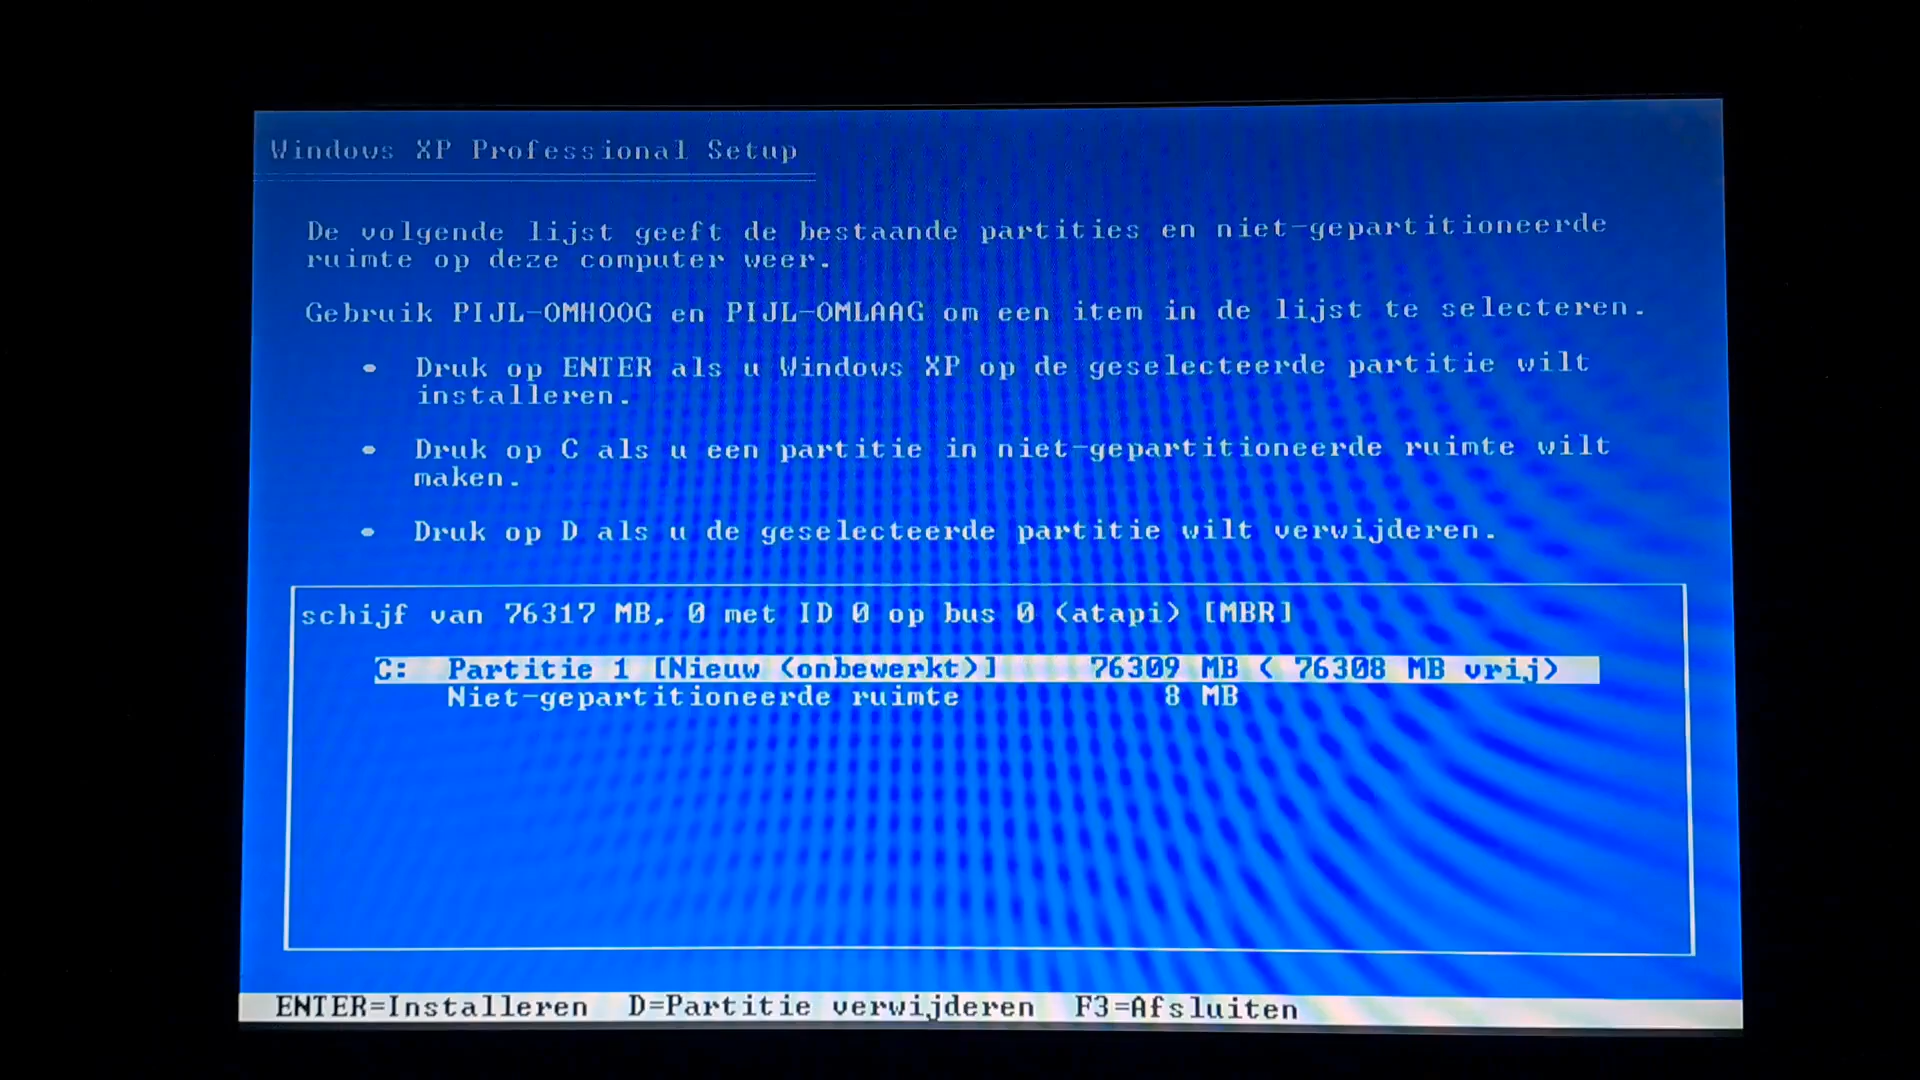 Windows XP Professional Setup
De volgende lijst geeft de bestaande partities en niet-gepartitioneerde
ruimte op deze computer weer.
Gebruik PIJL-OMHOOG en PIJL-OMLAAG om een item in de lijst te selecteren.
• Druk op ENTER als u Windows XP op de geselecteerde partitie wilt
installeren.
• Druk op C als u een partitie in niet-gepartitioneerde ruimte wilt
maken.
• Druk op D als u de geselecteerde partitie wilt verwijderen.
schijf van 76317 MB, 0 met ID 0 op bus 0 (atapi) [MBR]
C: Partitie 1 [Nieuw (onbewerkt)] 76309 MB ( 76308 MB vrij)
Niet-gepartitioneerde ruimte 8 MB
ENTER=Installeren D=Partitie verwijderen F3=Afsluiten